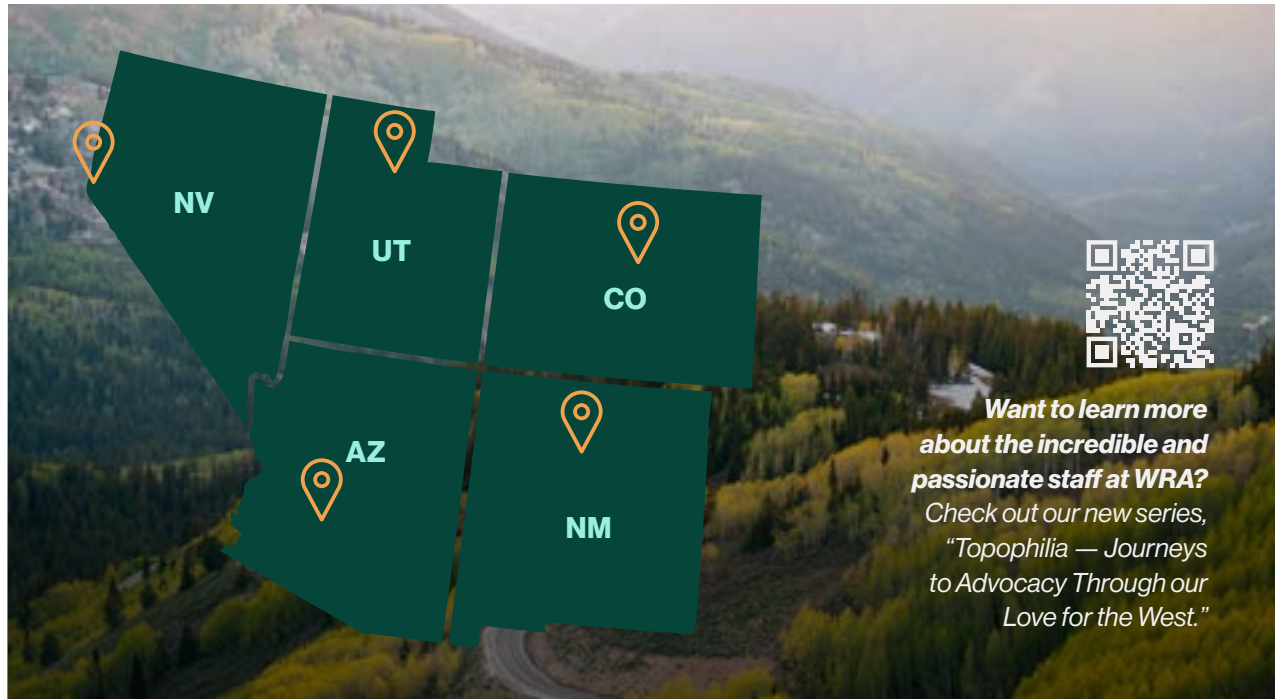 NV
UT
CO
AZ
NM
Want to learn more
about the incredible and
passionate staff at WRA?
Check out our new series,
“Topophilia — Journeys
to Advocacy Through our
Love for the West.”